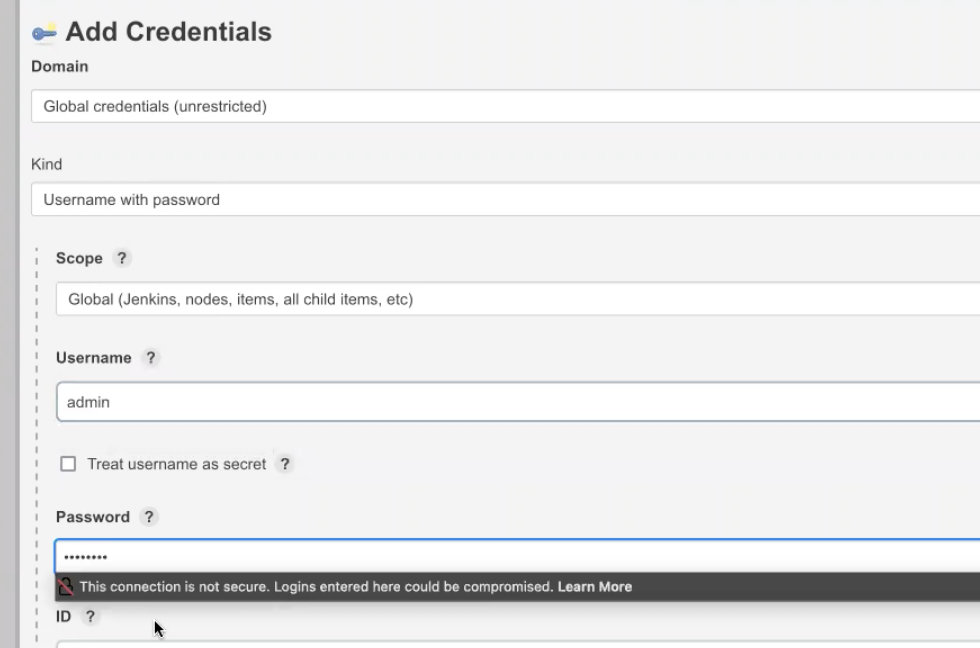 Add Credentials
Domain
Global credentials (unrestricted)
Kind
Username with password
Scope ?
Global (Jenkins, nodes, items, all child items, etc)
Username ?
admin
Treat username as secret ?
Password ?
••••••••
This connection is not secure. Logins entered here could be compromised. Learn More
ID ?